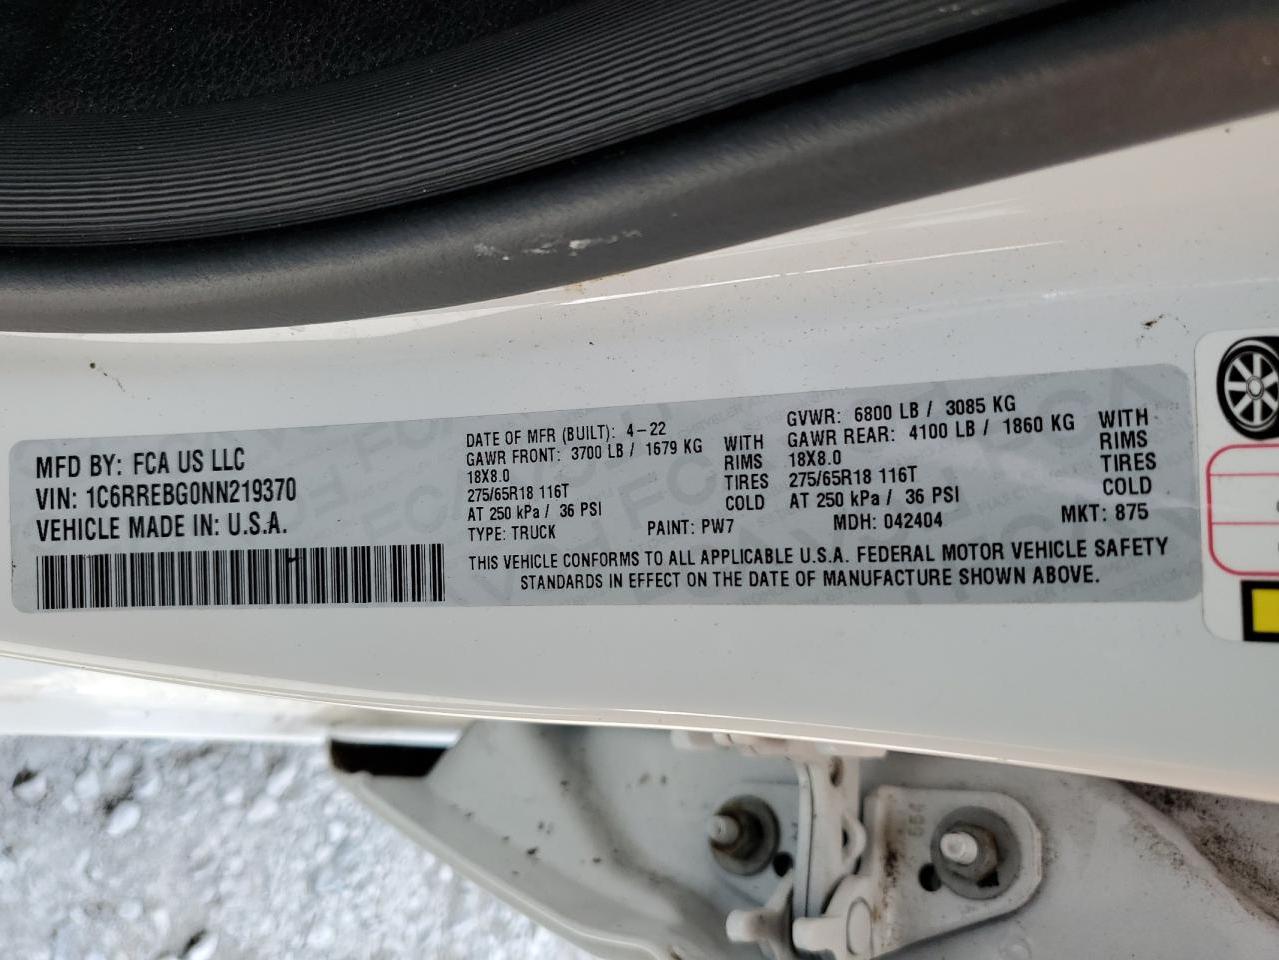 MFD BY: FCA US LLC
VIN: 1C6RREBG0NN219370
VEHICLE MADE IN: U.S.A.
DATE OF MFR (BUILT): 4-22
GAWR FRONT: 3700 LB / 1679 KG WITH
18X8.0 RIMS
275/65R18 116T TIRES
AT 250 kPa / 36 PSI COLD
GVWR: 6800 LB / 3085 KG
GAWR REAR: 4100 LB / 1860 KG WITH
18X8.0 RIMS
275/65R18 116T TIRES
AT 250 kPa / 36 PSI COLD
TYPE: TRUCK PAINT: PW7 MDH: 042404 MKT: 875
THIS VEHICLE CONFORMS TO ALL APPLICABLE U.S.A. FEDERAL MOTOR VEHICLE SAFETY
STANDARDS IN EFFECT ON THE DATE OF MANUFACTURE SHOWN ABOVE.